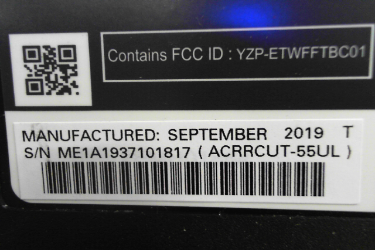 Contains FCC ID : YZP-ETWFFTBC01
MANUFACTURED: SEPTEMBER 2019 T
S/N ME1A1937101817 ( ACRRCUT-55UL )